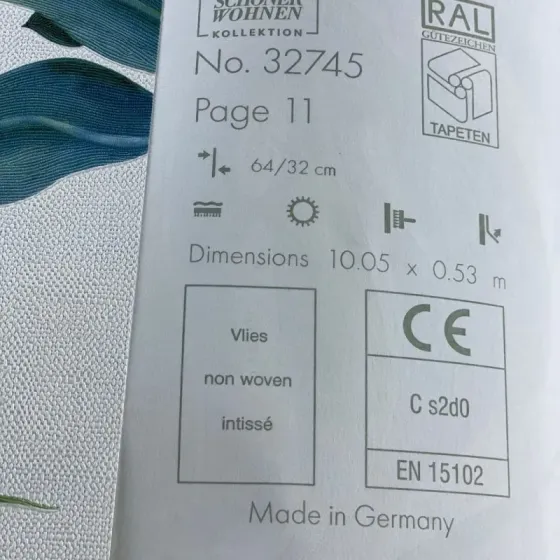 SCHÖNER
WOHNEN
KOLLEKTION
No. 32745
Page 11
64/32 cm
Dimensions 10.05 x 0.53 m
Vlies
non woven
intissé
RAL
GÜTEZEICHEN
TAPETEN
CE
C s2d0
EN 15102
Made in Germany